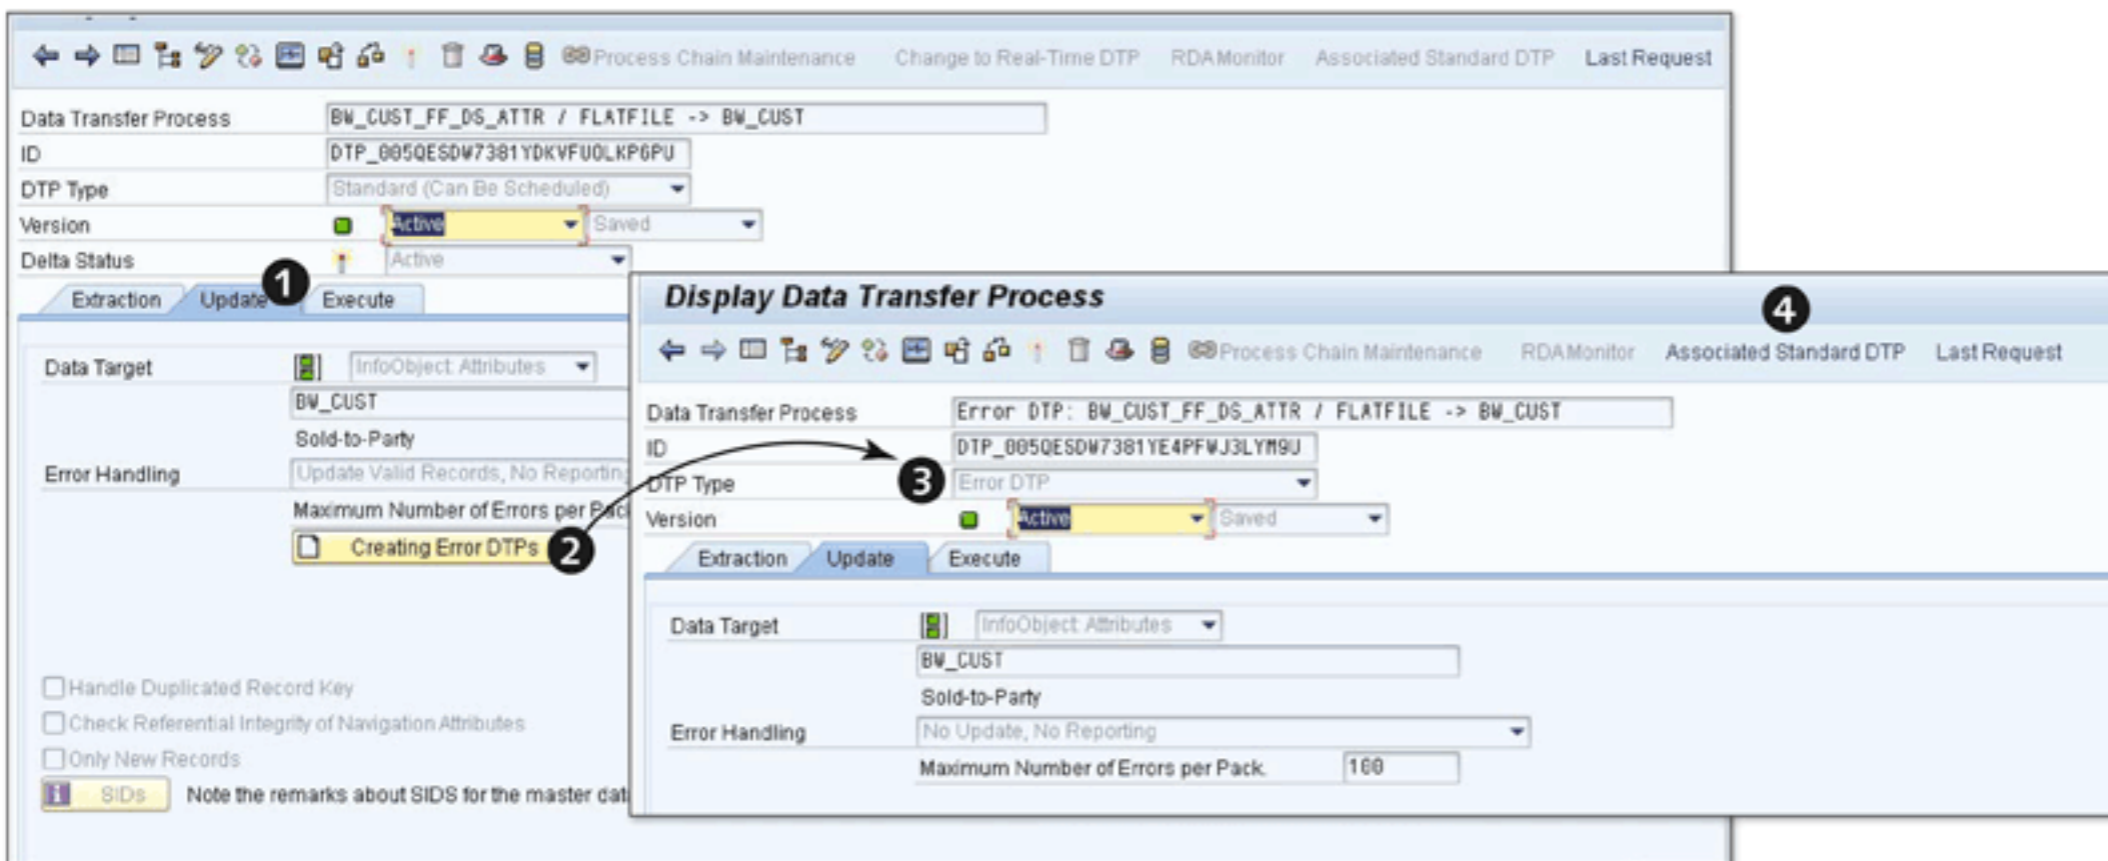 Process Chain Maintenance Change to Real-Time DTP RDA Monitor Associated Standard DTP Last Request
Data Transfer Process BW_CUST_FF_DS_ATTR / FLATFILE -> BW_CUST
ID DTP_005QESDW7381YDKVFUOLKP6PU
DTP Type Standard (Can Be Scheduled)
Version Active Saved
Delta Status Active
1
Extraction Update Execute
Data Target InfoObject: Attributes
BW_CUST
Sold-to-Party
Error Handling Update Valid Records, No Reporting
Maximum Number of Errors per Pack
Creating Error DTPs 2
Handle Duplicated Record Key
Check Referential Integrity of Navigation Attributes
Only New Records
SIDs Note the remarks about SIDS for the master dat
Display Data Transfer Process 4
Process Chain Maintenance RDA Monitor Associated Standard DTP Last Request
Data Transfer Process Error DTP: BW_CUST_FF_DS_ATTR / FLATFILE -> BW_CUST
ID DTP_005QESDW7381YE4PFWJ3LYM9U
DTP Type 3 Error DTP
Version Active Saved
Extraction Update Execute
Data Target InfoObject: Attributes
BW_CUST
Sold-to-Party
Error Handling No Update, No Reporting
Maximum Number of Errors per Pack. 100